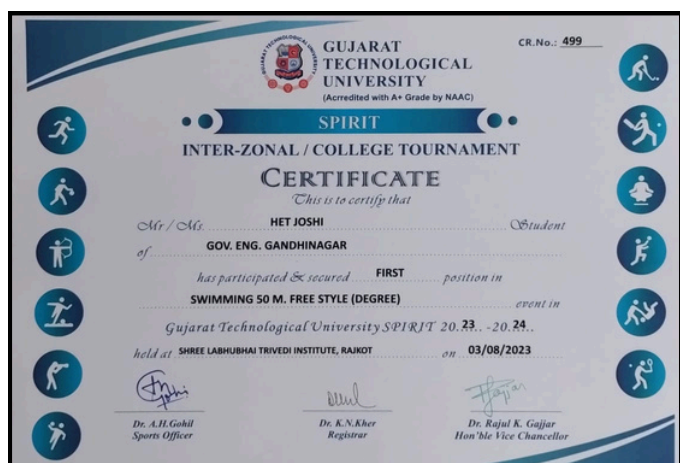 GUJARAT
TECHNOLOGICAL
UNIVERSITY
(Acrredited with A+ Grade by NAAC)
CR.No.: 499
SPIRIT
INTER-ZONAL / COLLEGE TOURNAMENT
CERTIFICATE
This is to certify that
Mr / Ms. HET JOSHI Student
of GOV. ENG. GANDHINAGAR
has participated & secured FIRST position in
SWIMMING 50 M. FREE STYLE (DEGREE) event in
Gujarat Technological University SPIRIT 20.23... -20.24...
held at SHREE LABHUBHAI TRIVEDI INSTITUTE, RAJKOT on 03/08/2023
Dr. A.H.Gohil
Sports Officer
Dr. K.N.Kher
Registrar
Dr. Rajul K. Gajjar
Hon'ble Vice Chancellor